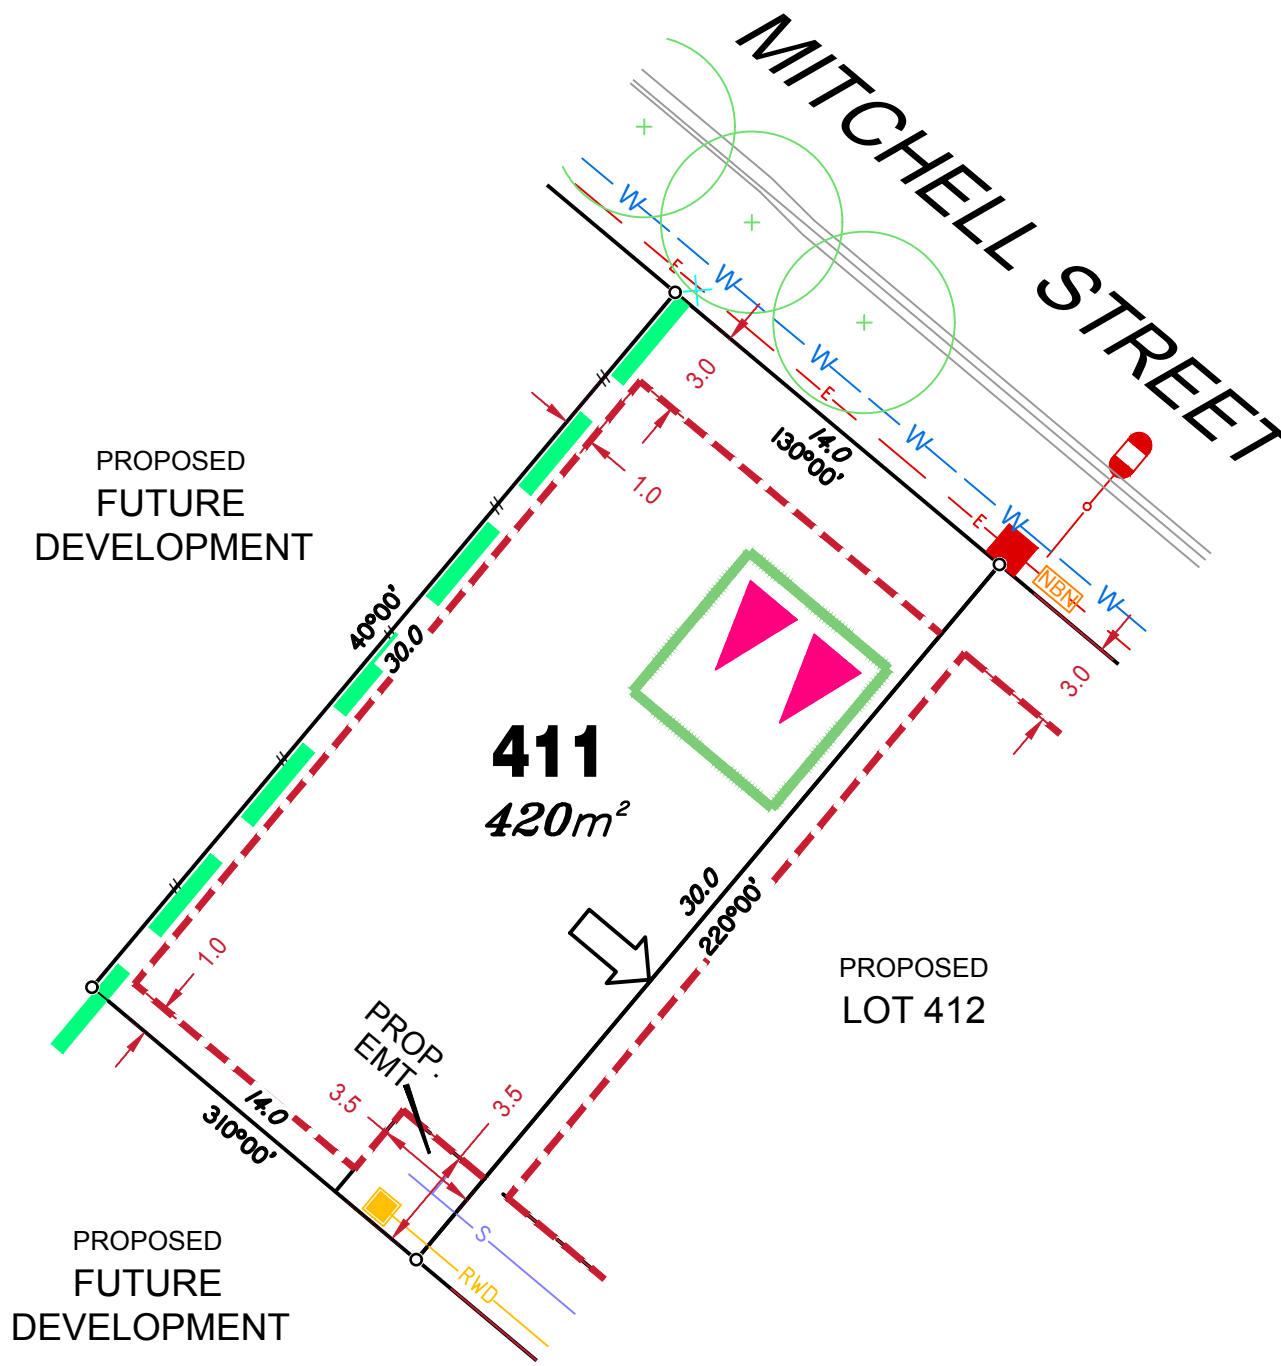 MITCHELL STREET
W
W
W
W
W
W
E
E
E
NBN
3.0
14.0
130°00'
1.0
3.0
PROPOSED
FUTURE
DEVELOPMENT
40°00'
30.0
411
420m²
30.0
220°00'
PROPOSED
LOT 412
1.0
PROP.
EMT.
3.5
3.5
14.0
310°00'
S
RWD
PROPOSED
FUTURE
DEVELOPMENT